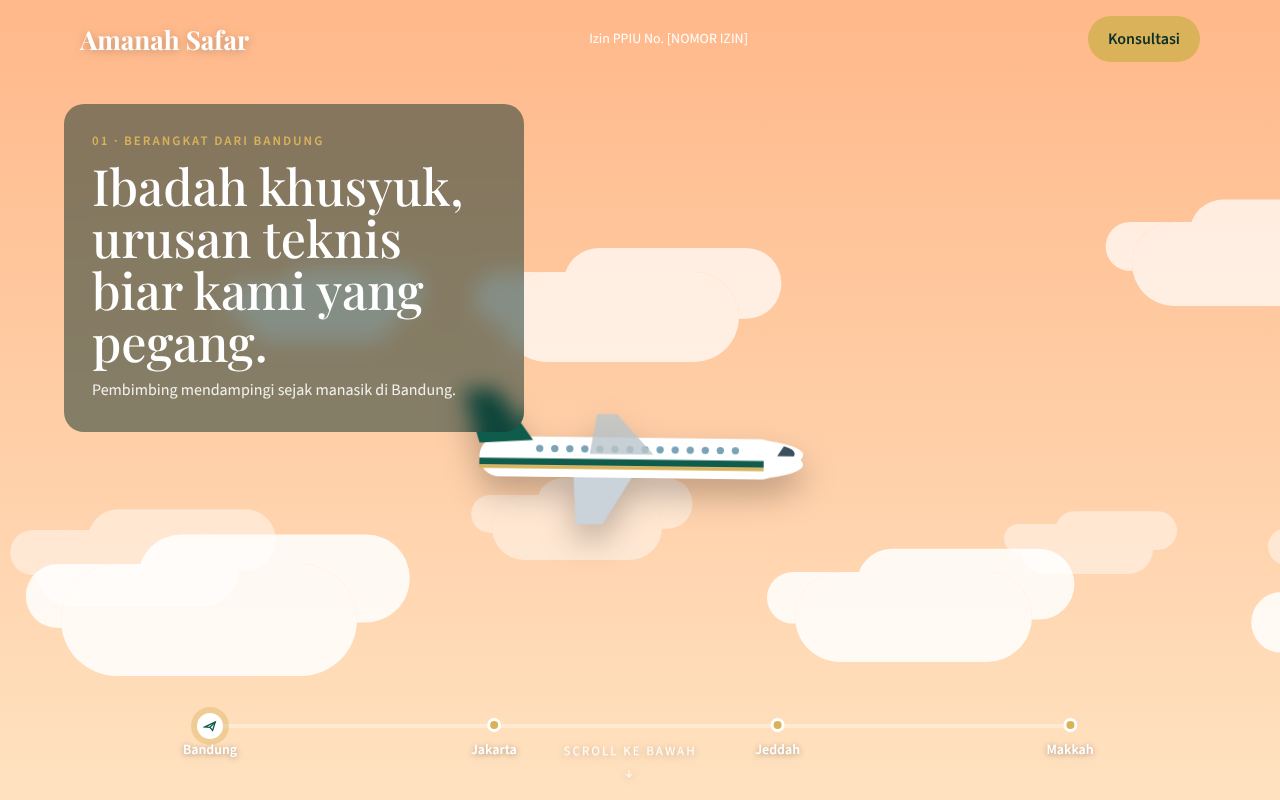 Amanah Safar
Izin PPIU No. [NOMOR IZIN]
Konsultasi
01 · BERANGKAT DARI BANDUNG
Ibadah khusyuk,
urusan teknis
biar kami yang
pegang.
Pembimbing mendampingi sejak manasik di Bandung.
Bandung
Jakarta
SCROLL KE BAWAH
↓
Jeddah
Makkah